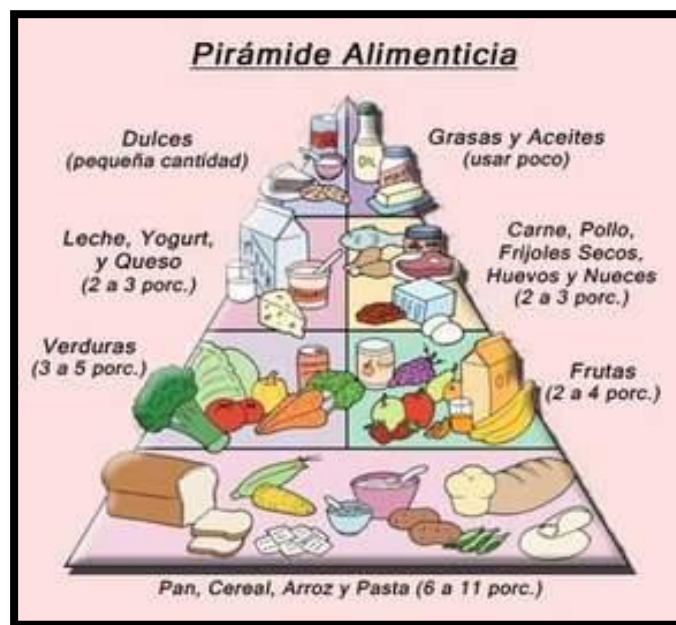 Pirámide Alimenticia
Dulces
(pequeña cantidad)
Grasas y Aceites
(usar poco)
OIL
Leche, Yogurt,
y Queso
(2 a 3 porc.)
Carne, Pollo,
Frijoles Secos,
Huevos y Nueces
(2 a 3 porc.)
Verduras
(3 a 5 porc.)
Frutas
(2 a 4 porc.)
Pan, Cereal, Arroz y Pasta (6 a 11 porc.)